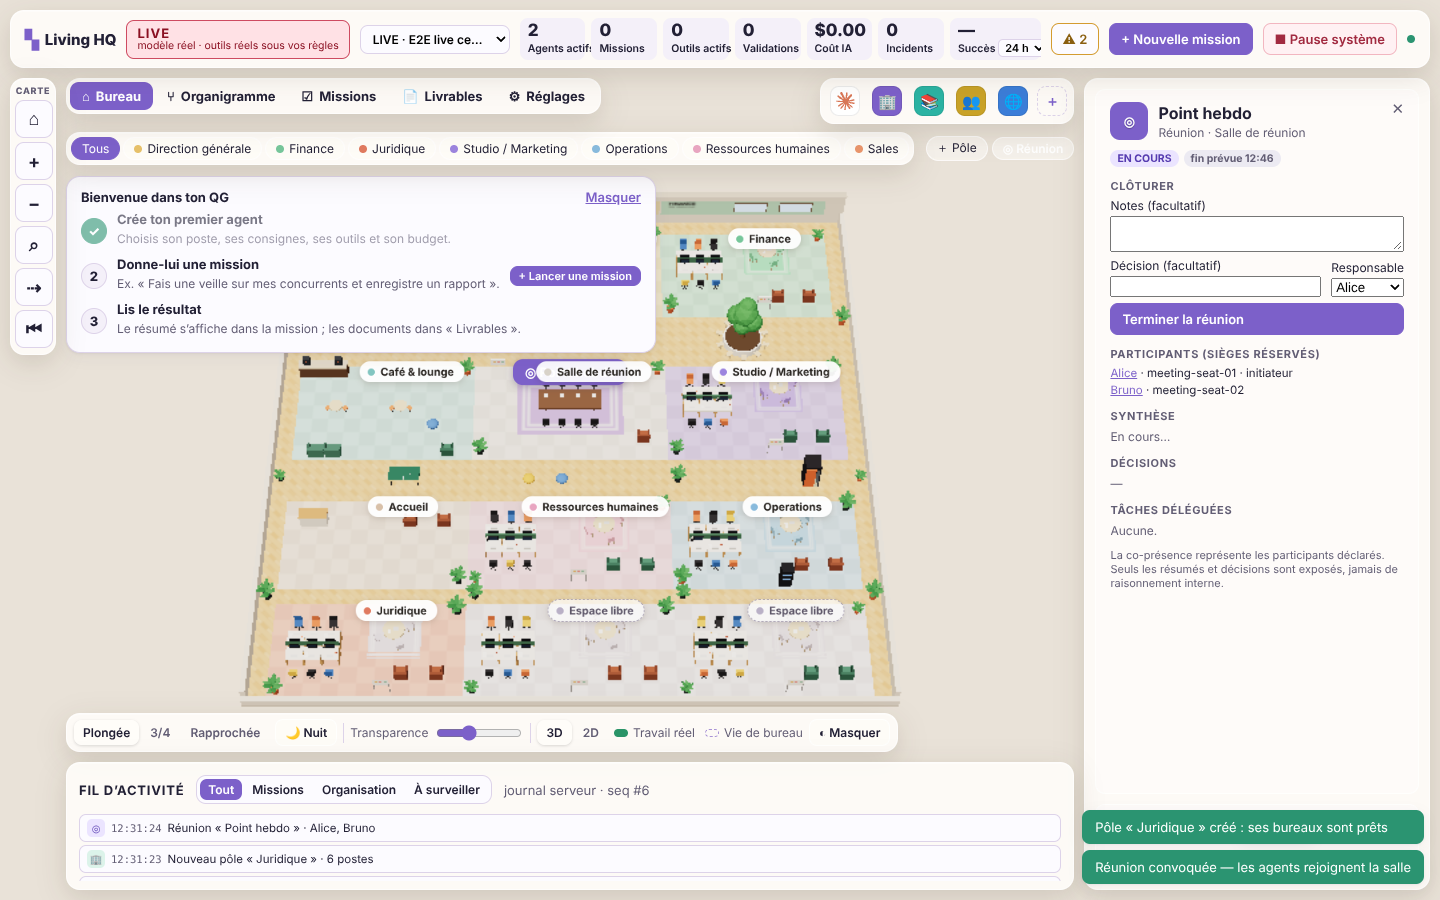 Living HQ
LIVE
modèle réel · outils réels sous vos règles
LIVE · E2E live ce...
2
Agents actifs
0
Missions
0
Outils actifs
0
Validations
$0.00
Coût IA
0
Incidents
—
Succès
24 h
⚠ 2
+ Nouvelle mission
Pause système
CARTE
Bureau
Organigramme
Missions
Livrables
Réglages
Tous
Direction générale
Finance
Juridique
Studio / Marketing
Operations
Ressources humaines
Sales
+ Pôle
◎ Réunion
Bienvenue dans ton QG
Masquer
Crée ton premier agent
Choisis son poste, ses consignes, ses outils et son budget.
2
Donne-lui une mission
Ex. « Fais une veille sur mes concurrents et enregistre un rapport ».
+ Lancer une mission
3
Lis le résultat
Le résumé s’affiche dans la mission ; les documents dans « Livrables ».
FINANCE
Finance
Café & lounge
Salle de réunion
Studio / Marketing
Accueil
Ressources humaines
Operations
Juridique
Espace libre
Espace libre
Plongée
3/4
Rapprochée
Nuit
Transparence
3D
2D
Travail réel
Vie de bureau
Masquer
FIL D’ACTIVITÉ
Tout
Missions
Organisation
À surveiller
journal serveur · seq #6
12:31:24 Réunion « Point hebdo » · Alice, Bruno
12:31:23 Nouveau pôle « Juridique » · 6 postes
Point hebdo
Réunion · Salle de réunion
✕
EN COURS
fin prévue 12:46
CLÔTURER
Notes (facultatif)
Décision (facultatif)
Responsable
Alice
Terminer la réunion
PARTICIPANTS (SIÈGES RÉSERVÉS)
Alice · meeting-seat-01 · initiateur
Bruno · meeting-seat-02
SYNTHÈSE
En cours…
DÉCISIONS
—
TÂCHES DÉLÉGUÉES
Aucune.
La co-présence représente les participants déclarés.
Seuls les résumés et décisions sont exposés, jamais de
raisonnement interne.
Pôle « Juridique » créé : ses bureaux sont prêts
Réunion convoquée — les agents rejoignent la salle